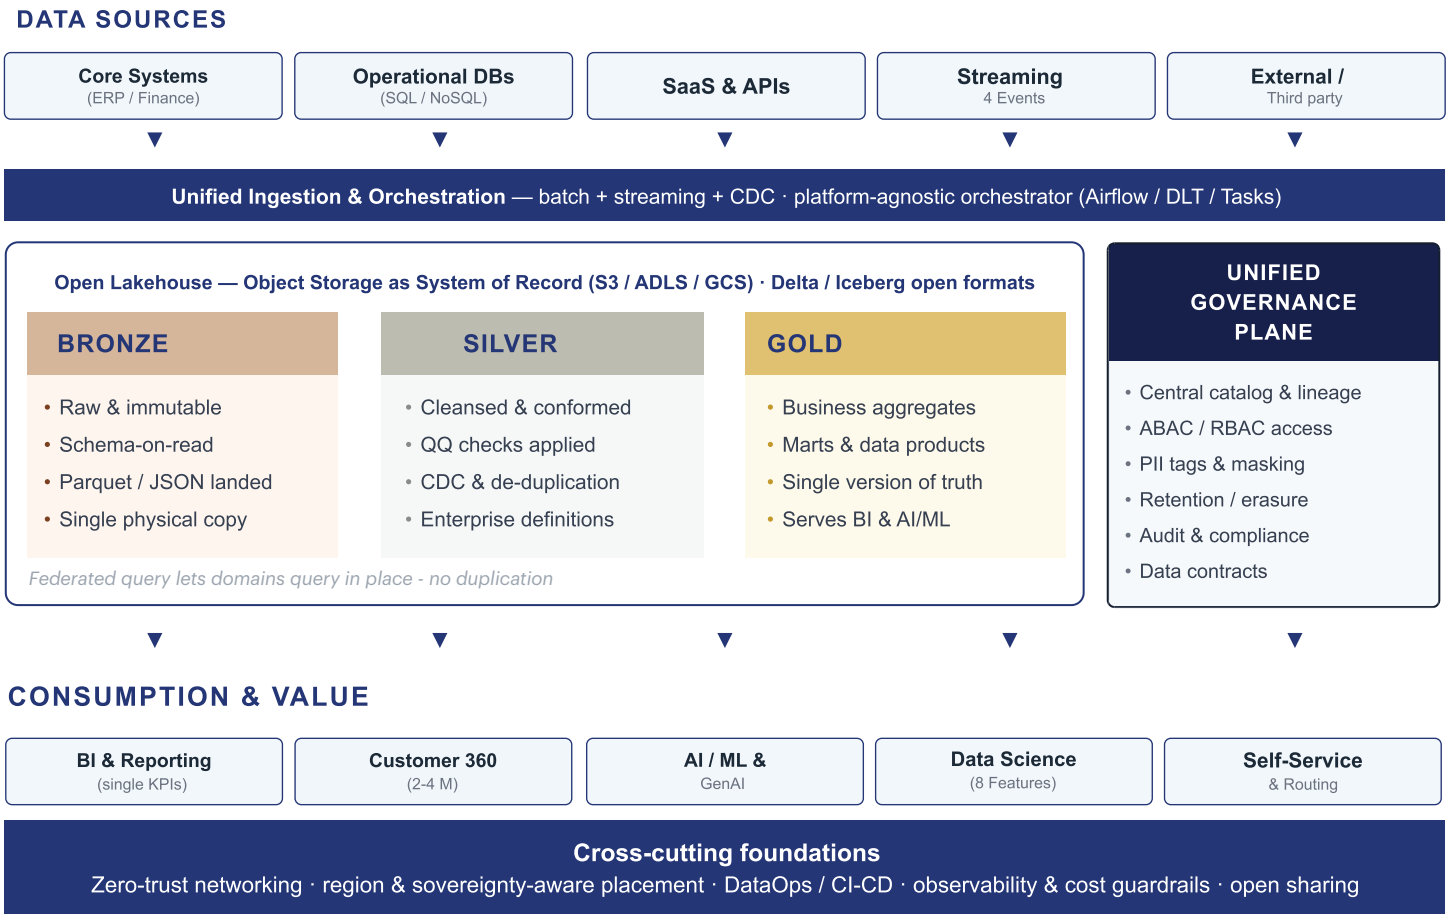 DATA SOURCES
Core Systems
(ERP / Finance)
Operational DBs
(SQL / NoSQL)
SaaS & APIs
Streaming
4 Events
External /
Third party
Unified Ingestion & Orchestration — batch + streaming + CDC · platform-agnostic orchestrator (Airflow / DLT / Tasks)
Open Lakehouse — Object Storage as System of Record (S3 / ADLS / GCS) · Delta / Iceberg open formats
BRONZE
• Raw & immutable
• Schema-on-read
• Parquet / JSON landed
• Single physical copy
SILVER
• Cleansed & conformed
• QQ checks applied
• CDC & de-duplication
• Enterprise definitions
GOLD
• Business aggregates
• Marts & data products
• Single version of truth
• Serves BI & AI/ML
Federated query lets domains query in place - no duplication
UNIFIED
GOVERNANCE
PLANE
• Central catalog & lineage
• ABAC / RBAC access
• PII tags & masking
• Retention / erasure
• Audit & compliance
• Data contracts
CONSUMPTION & VALUE
BI & Reporting
(single KPIs)
Customer 360
(2-4 M)
AI / ML &
GenAI
Data Science
(8 Features)
Self-Service
& Routing
Cross-cutting foundations
Zero-trust networking · region & sovereignty-aware placement · DataOps / CI-CD · observability & cost guardrails · open sharing